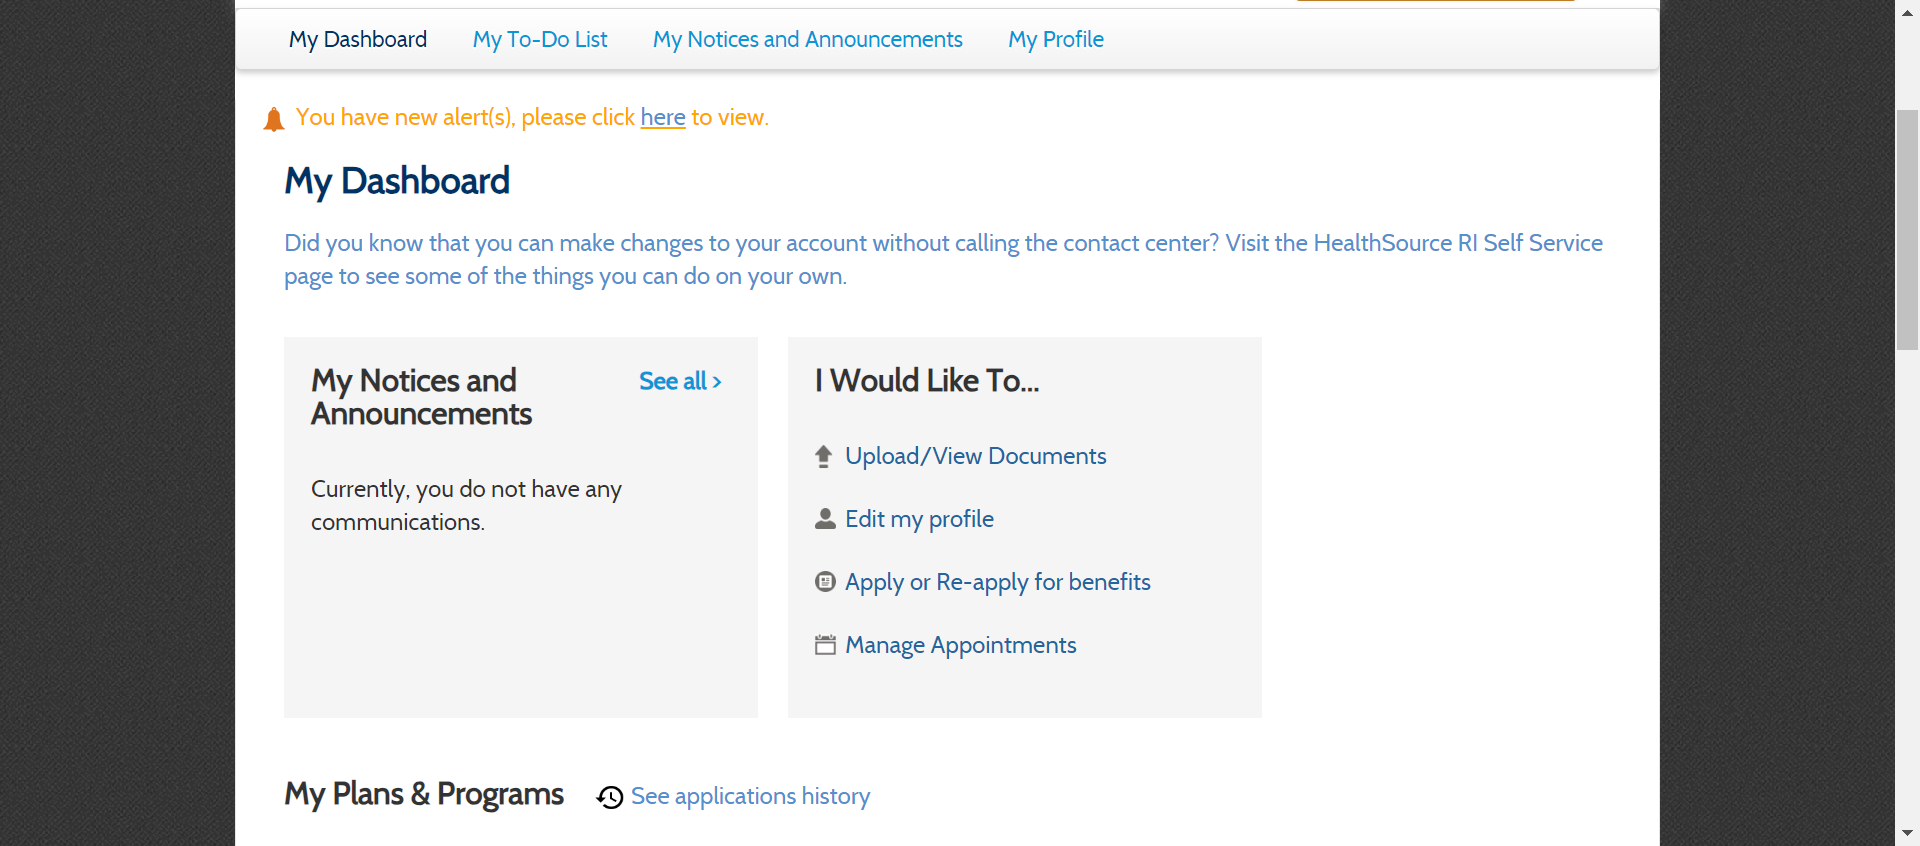 My Dashboard My To-Do List My Notices and Announcements My Profile
You have new alert(s), please click here to view.
My Dashboard
Did you know that you can make changes to your account without calling the contact center? Visit the HealthSource RI Self Service
page to see some of the things you can do on your own.
My Notices and
Announcements
See all >
Currently, you do not have any
communications.
I Would Like To...
Upload/View Documents
Edit my profile
Apply or Re-apply for benefits
Manage Appointments
My Plans & Programs See applications history